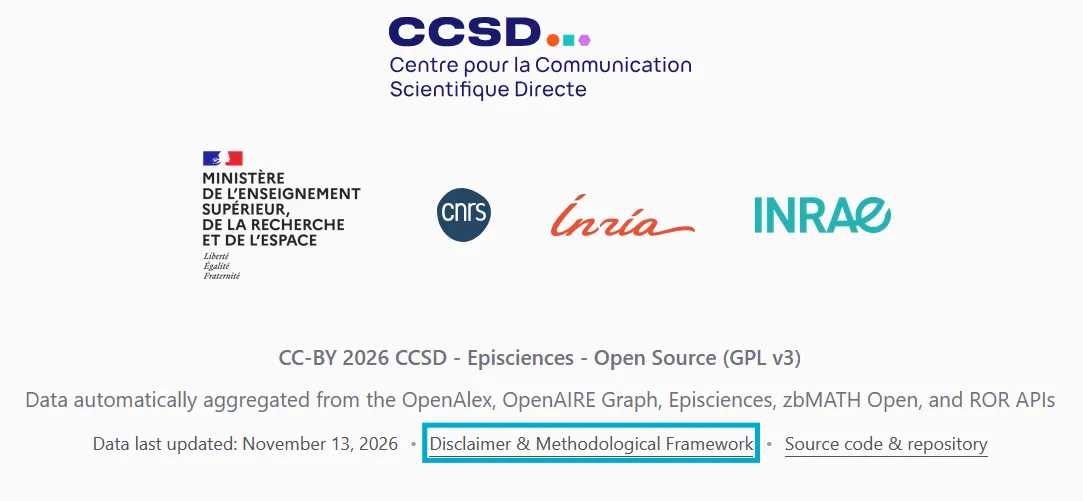 CCSD
Centre pour la Communication
Scientifique Directe
MINISTÈRE
DE L'ENSEIGNEMENT
SUPÉRIEUR,
DE LA RECHERCHE
ET DE L'ESPACE
Liberté
Égalité
Fraternité
cnrs
Inria
INRAE
CC-BY 2026 CCSD - Episciences - Open Source (GPL v3)
Data automatically aggregated from the OpenAlex, OpenAIRE Graph, Episciences, zbMATH Open, and ROR APIs
Data last updated: November 13, 2026 • Disclaimer & Methodological Framework • Source code & repository